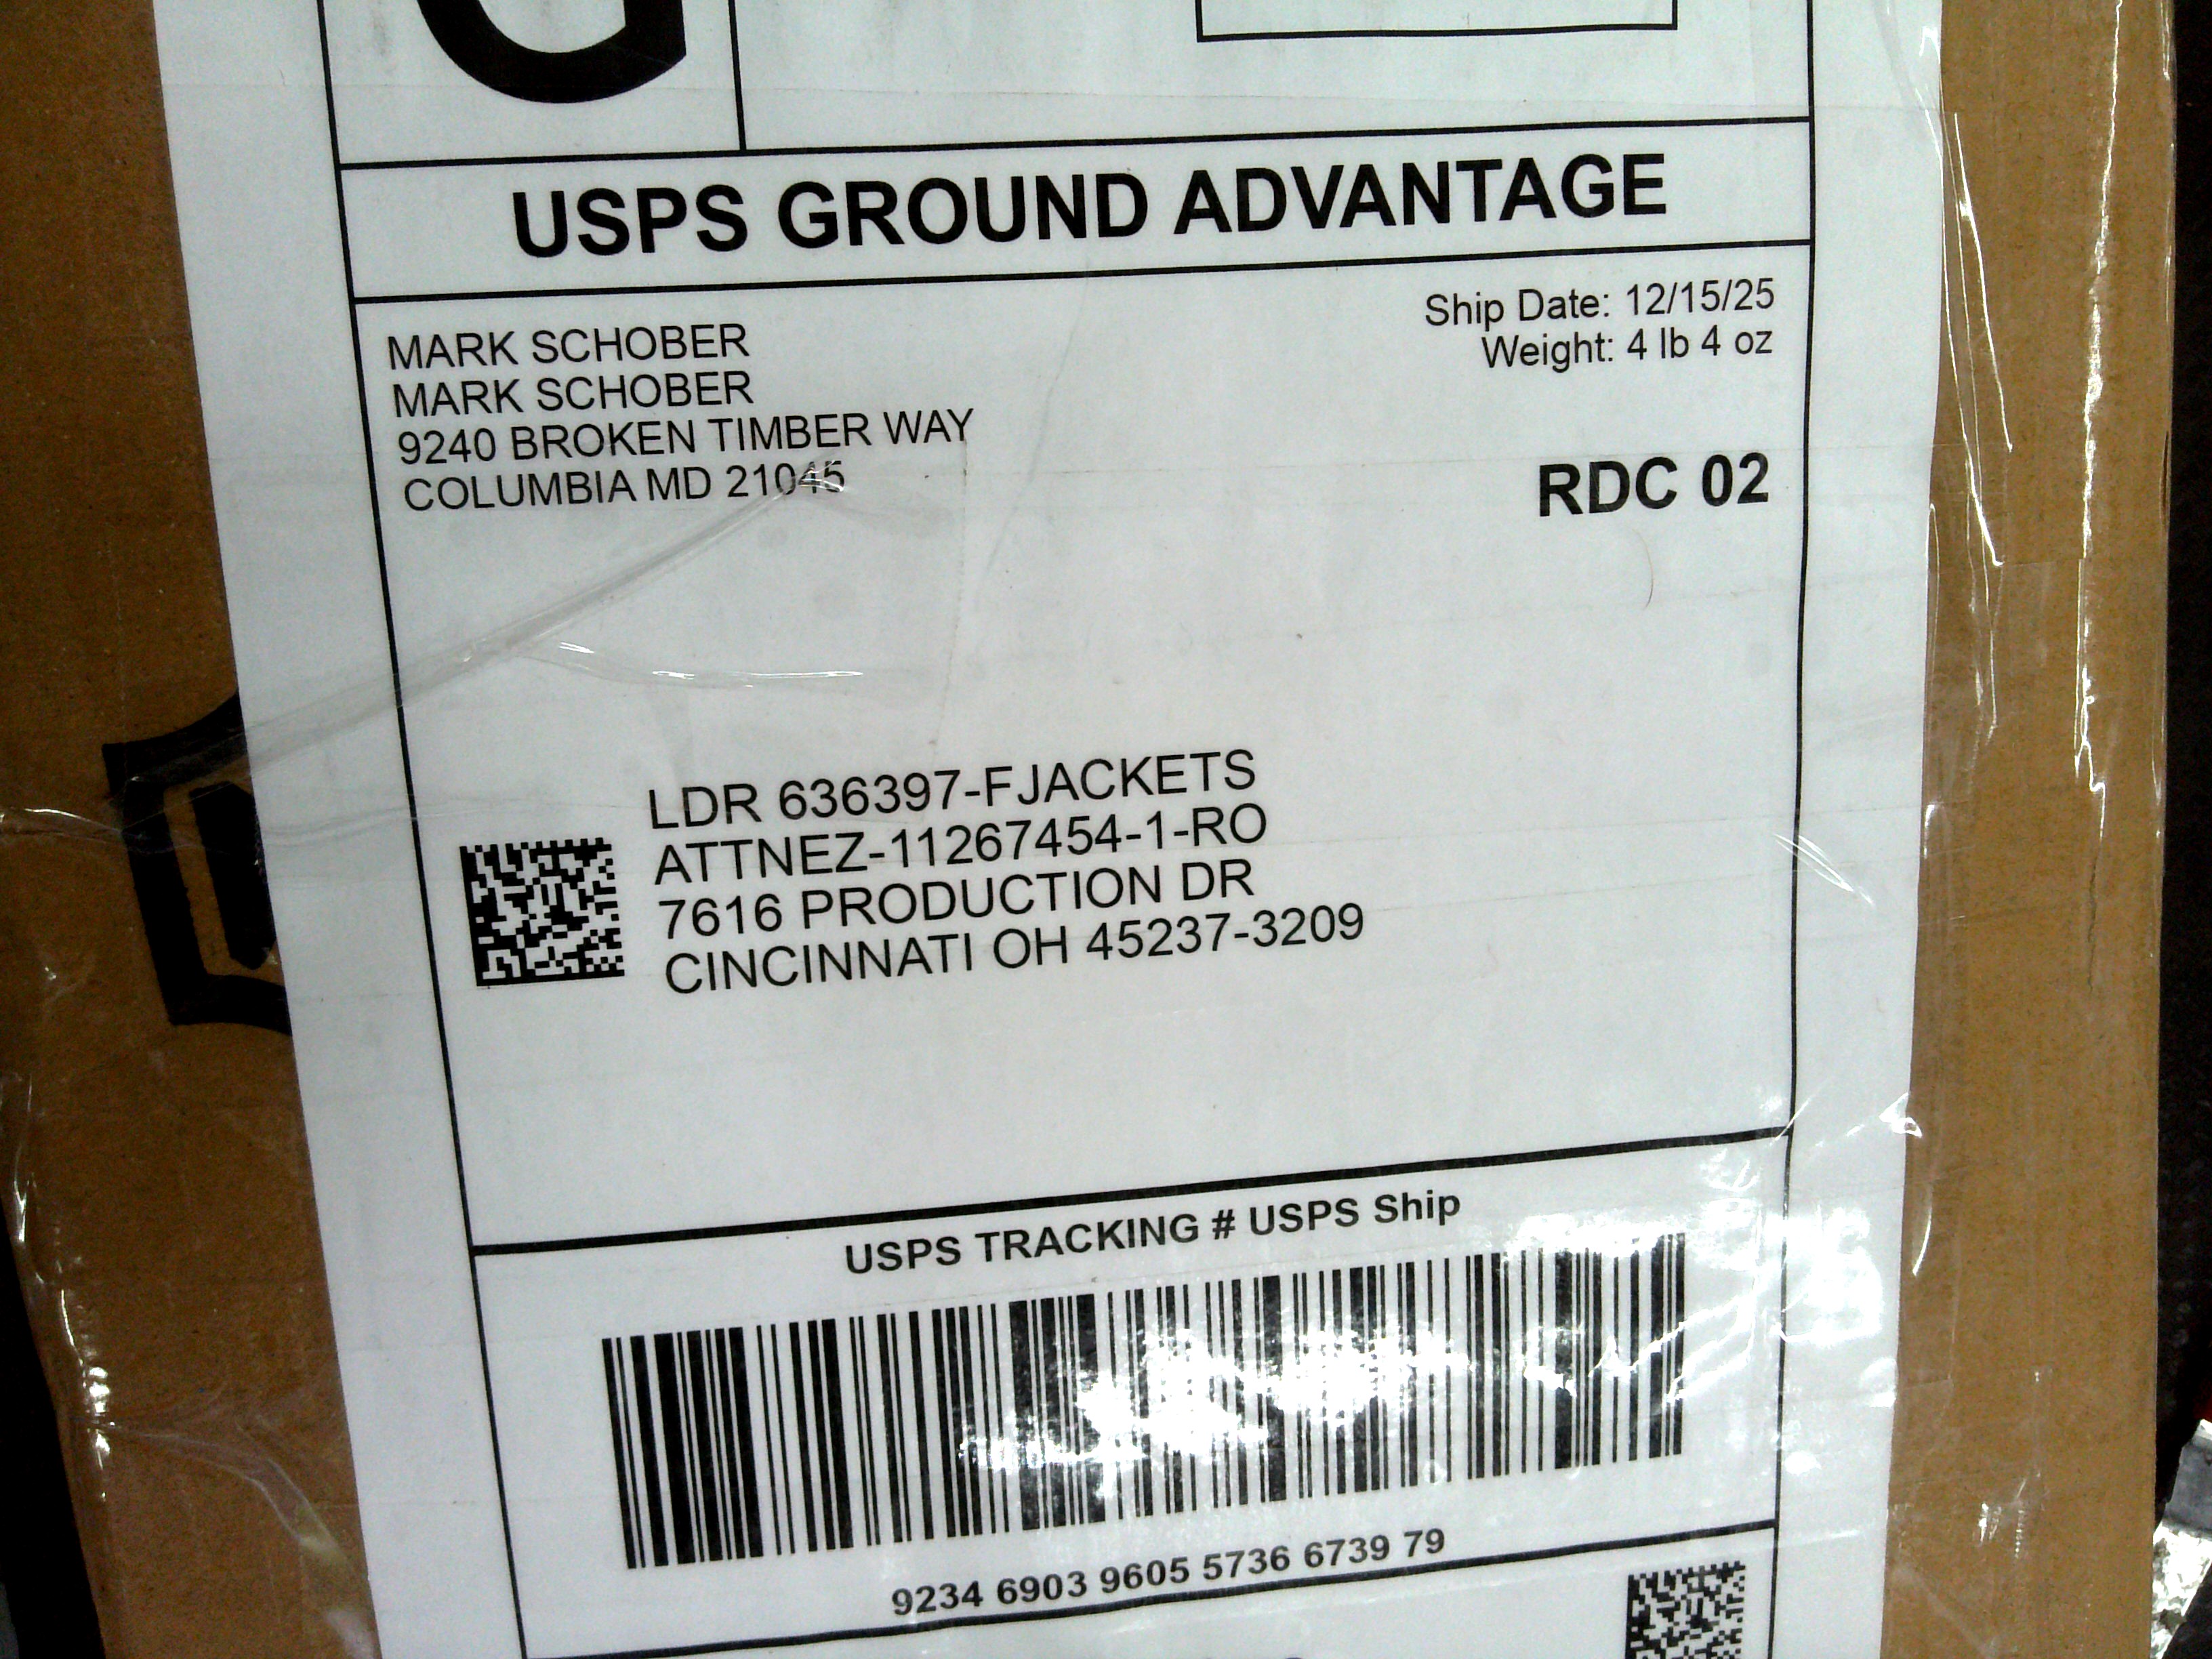 G
USPS GROUND ADVANTAGE
Ship Date: 12/15/25
Weight: 4 lb 4 oz
MARK SCHOBER
MARK SCHOBER
9240 BROKEN TIMBER WAY
COLUMBIA MD 21045
RDC 02
LDR 636397-FJACKETS
ATTNEZ-11267454-1-RO
7616 PRODUCTION DR
CINCINNATI OH 45237-3209
USPS TRACKING # USPS Ship
9234 6903 9605 5736 6739 79